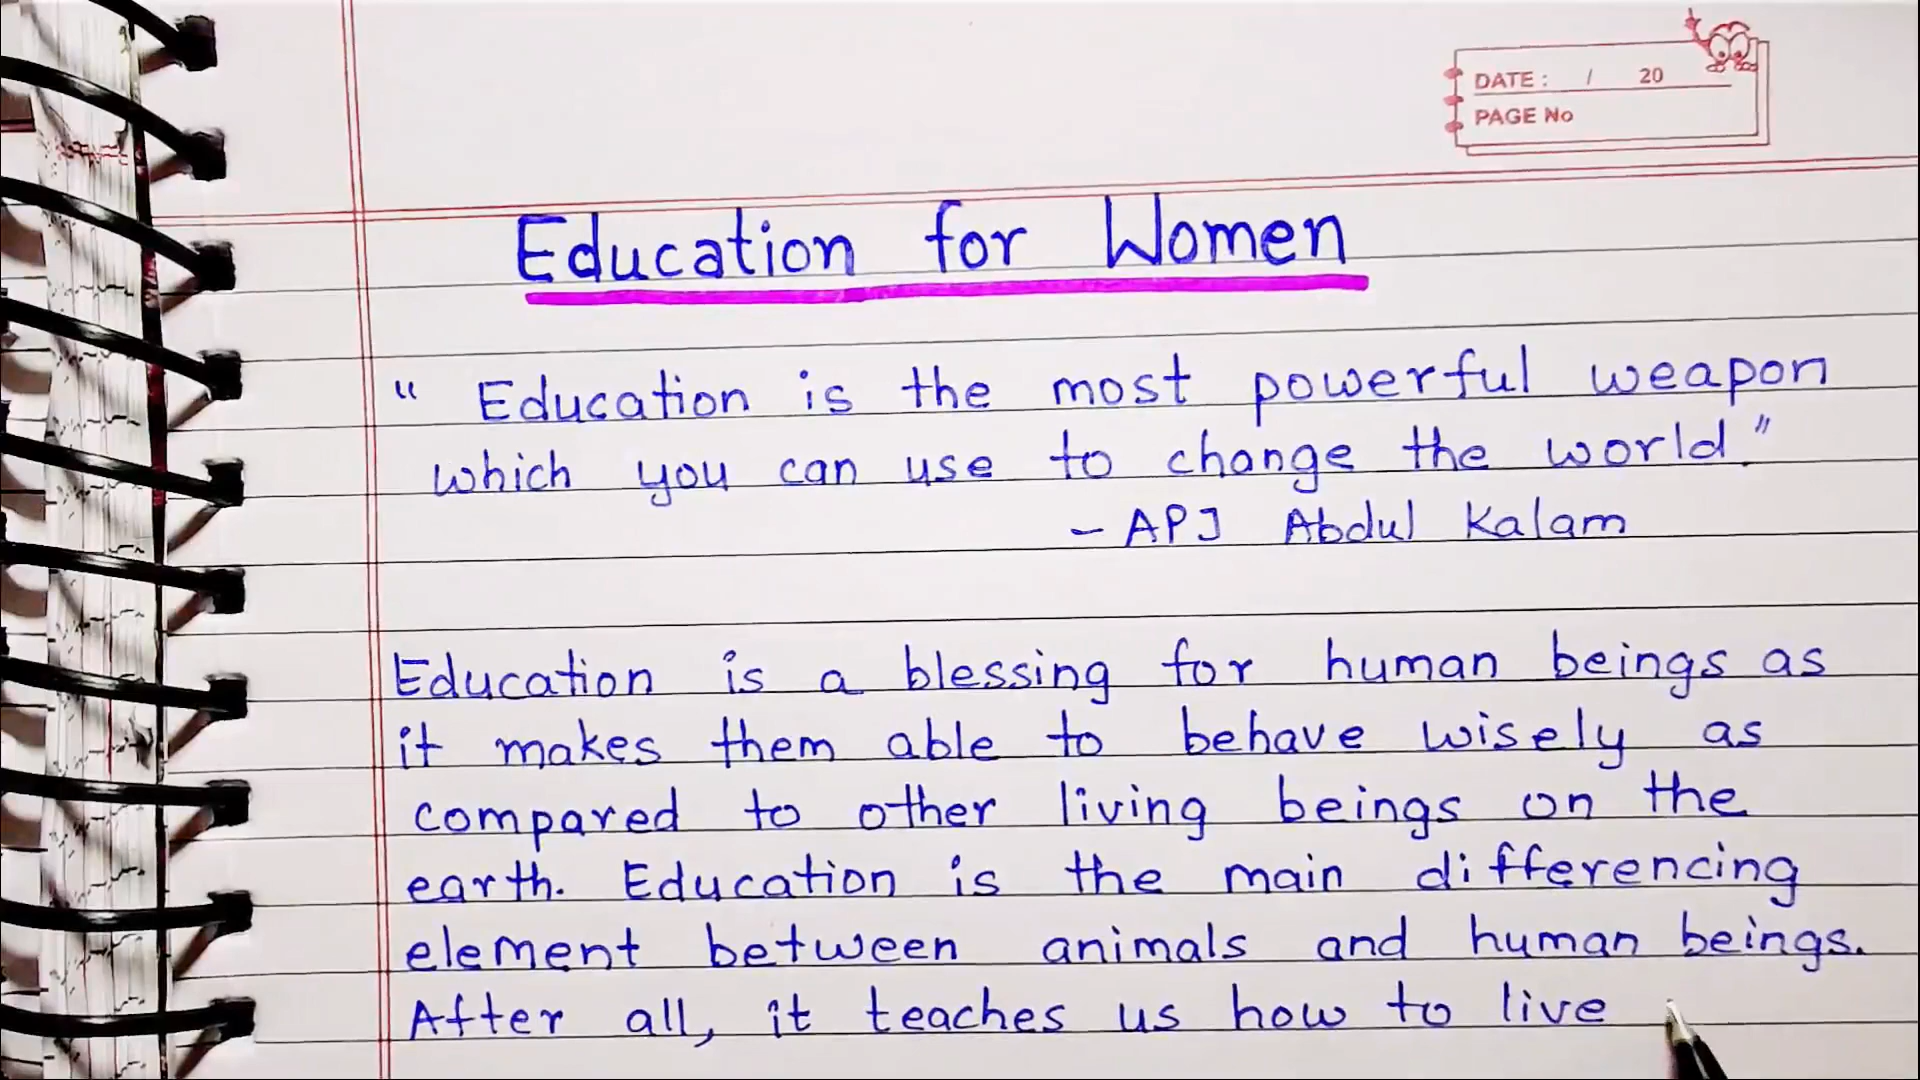 DATE: / 20
PAGE No
Education for Women
" Education is the most powerful weapon
which you can use to change the world."
- APJ Abdul Kalam
Education is a blessing for human beings as
it makes them able to behave wisely as
compared to other living beings on the
earth. Education is the main differencing
element between animals and human beings.
After all, it teaches us how to live